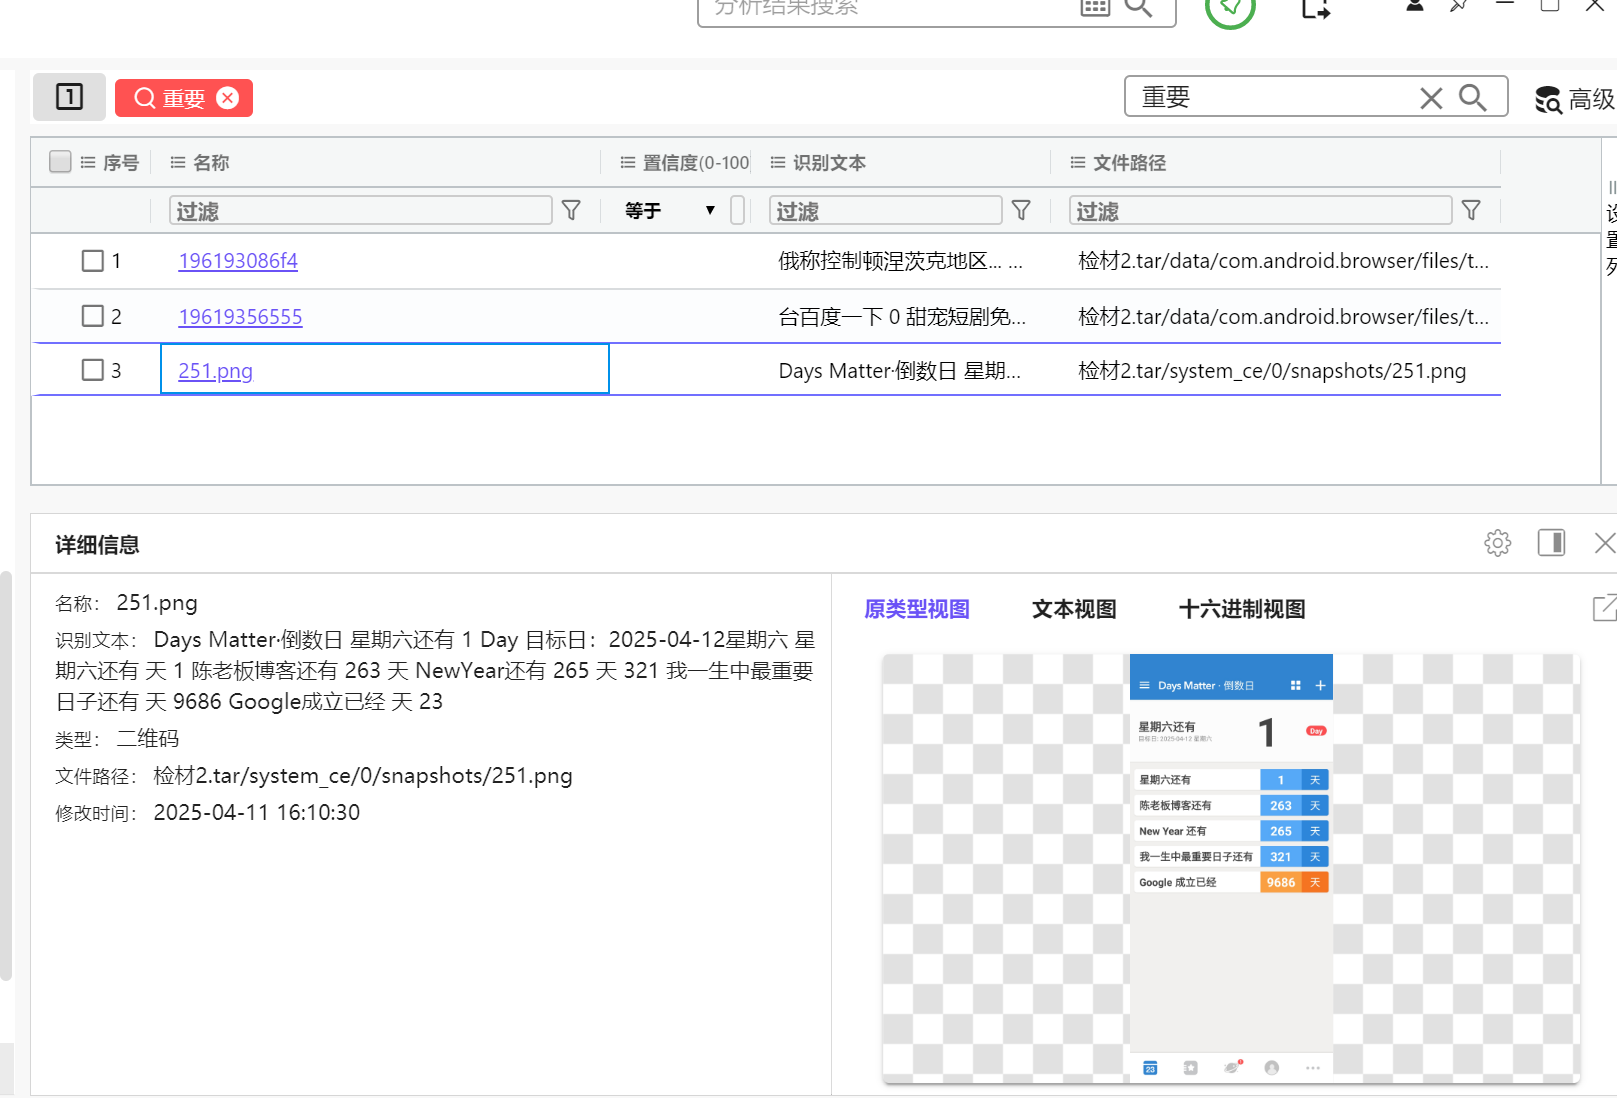 分析结果搜索
1
重要
重要
高级
序号
名称
置信度(0-100
识别文本
文件路径
过滤
等于
过滤
过滤
设置列
1
196193086f4
俄称控制顿涅茨克地区... ...
检材2.tar/data/com.android.browser/files/t...
2
19619356555
台百度一下 0 甜宠短剧免...
检材2.tar/data/com.android.browser/files/t...
3
251.png
Days Matter·倒数日 星期...
检材2.tar/system_ce/0/snapshots/251.png
详细信息
名称： 251.png
识别文本： Days Matter·倒数日 星期六还有 1 Day 目标日：2025-04-12星期六 星
期六还有 天 1 陈老板博客还有 263 天 NewYear还有 265 天 321 我一生中最重要
日子还有 天 9686 Google成立已经 天 23
类型： 二维码
文件路径： 检材2.tar/system_ce/0/snapshots/251.png
修改时间： 2025-04-11 16:10:30
原类型视图
文本视图
十六进制视图
Days Matter · 倒数日
星期六还有
目标日: 2025-04-12 星期六
1
Day
星期六还有 1 天
陈老板博客还有 263 天
New Year 还有 265 天
我一生中最重要日子还有 321 天
Google 成立已经 9686 天
23